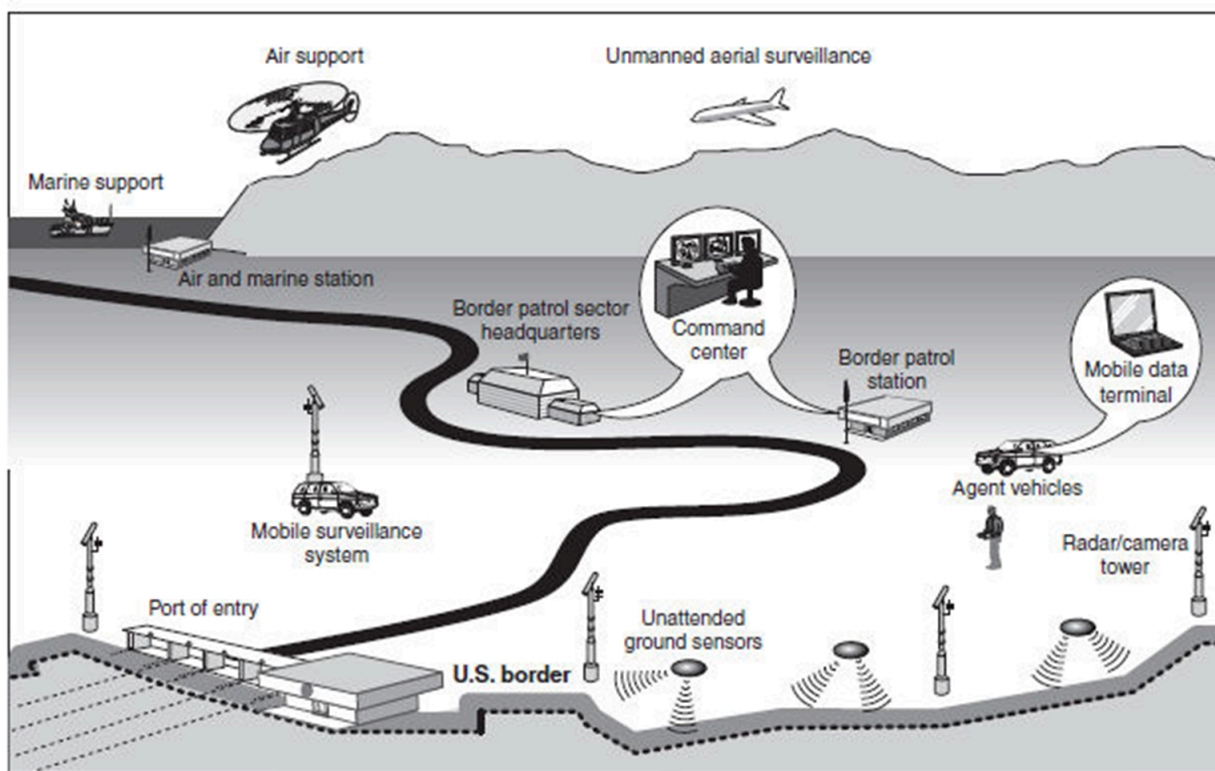 Air support
Unmanned aerial surveillance
Marine support
Air and marine station
Border patrol sector
headquarters
Command
center
Border patrol
station
Mobile data
terminal
Agent vehicles
Mobile surveillance
system
Radar/camera
tower
Port of entry
Unattended
ground sensors
U.S. border